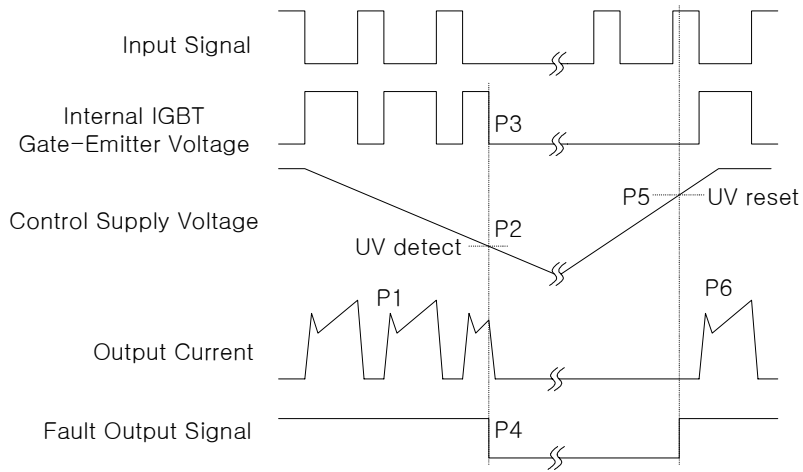 Input Signal
Internal IGBT
Gate-Emitter Voltage
P3
Control Supply Voltage
P5
UV reset
P2
UV detect
P1
P6
Output Current
Fault Output Signal
P4